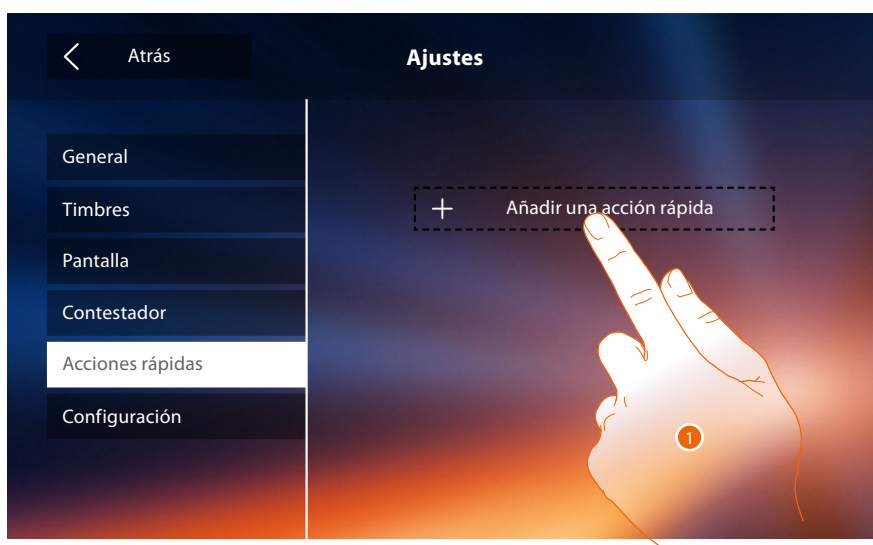 Atrás
Ajustes
General
Timbres
Añadir una acción rápida
Pantalla
Contestador
Acciones rápidas
Configuración
1